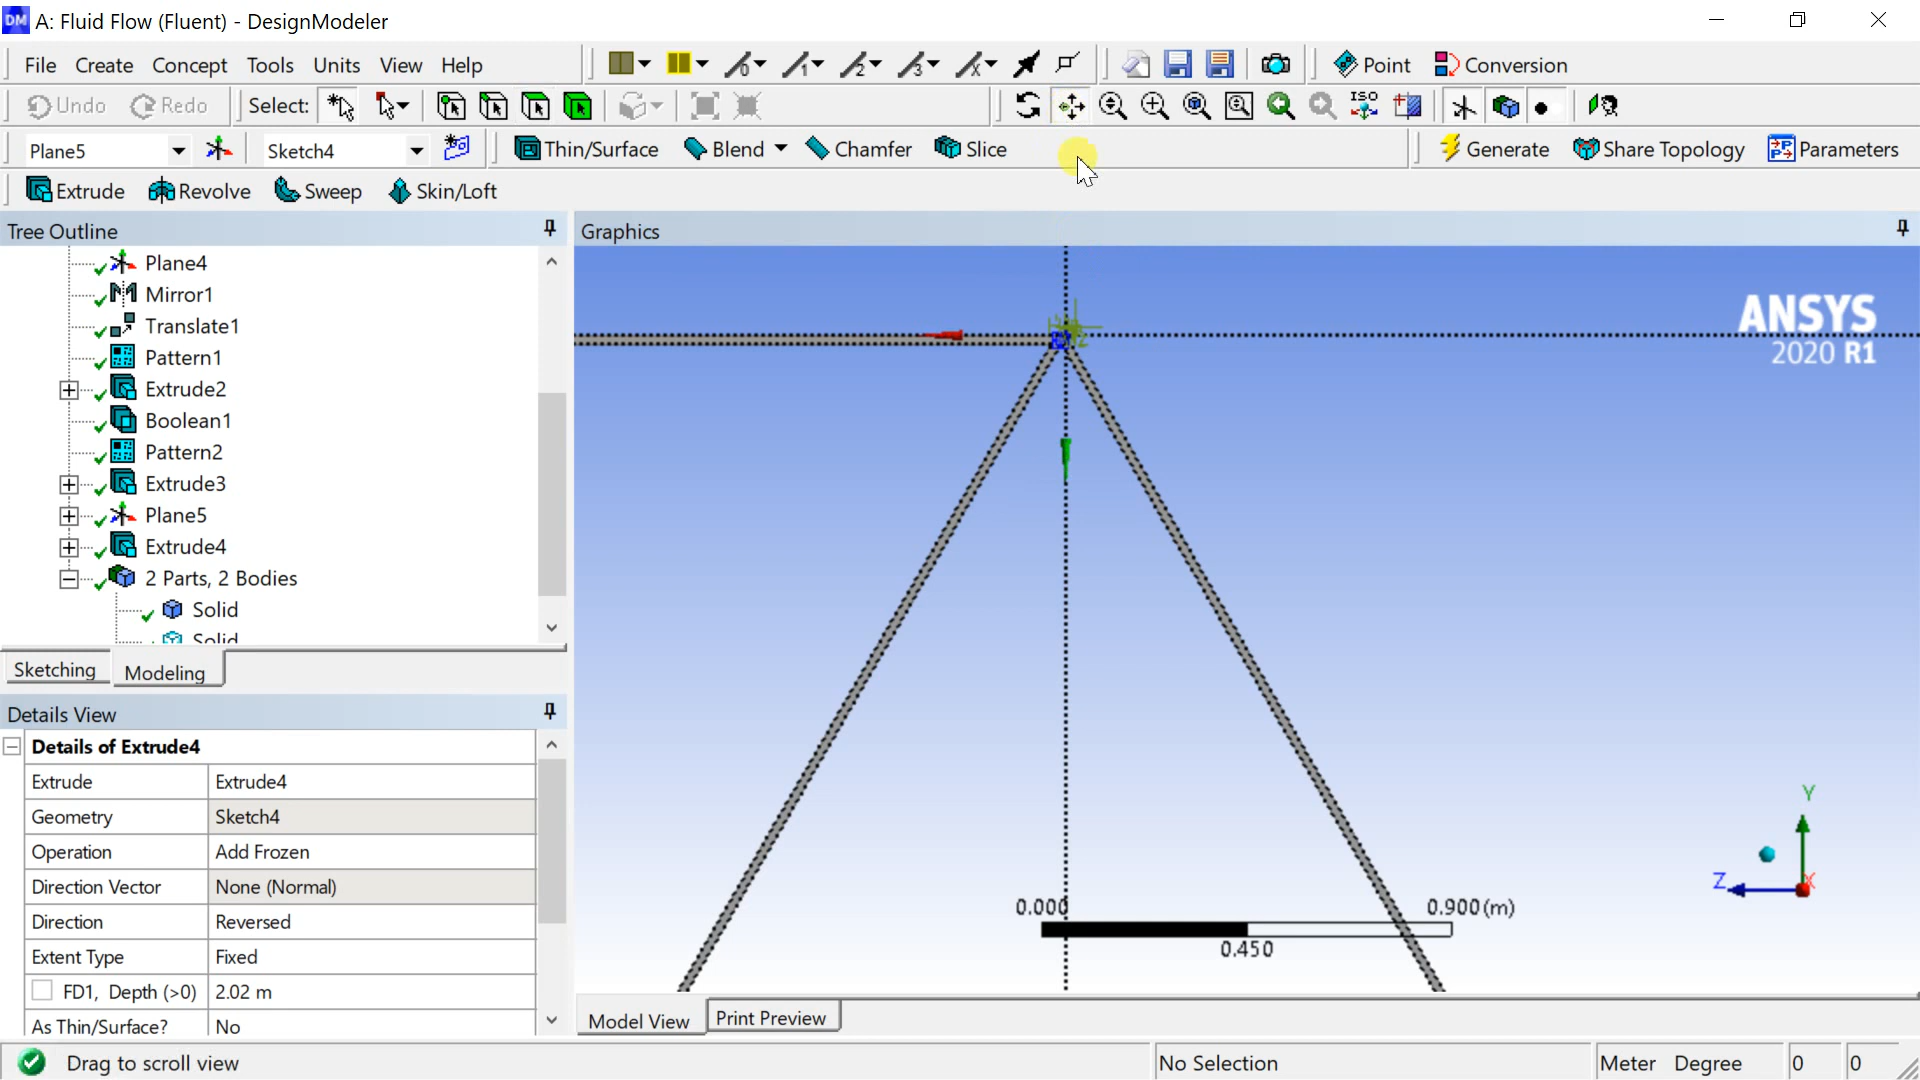 DM A: Fluid Flow (Fluent) - DesignModeler
File Create Concept Tools Units View Help
Point Conversion
Undo Redo Select: ISO
Plane5 Sketch4 Thin/Surface Blend Chamfer Slice Generate Share Topology Parameters
Extrude Revolve Sweep Skin/Loft
Tree Outline
Plane4
Mirror1
Translate1
Pattern1
Extrude2
Boolean1
Pattern2
Extrude3
Plane5
Extrude4
2 Parts, 2 Bodies
Solid
Solid
Sketching Modeling
Details View
Details of Extrude4
Extrude Extrude4
Geometry Sketch4
Operation Add Frozen
Direction Vector None (Normal)
Direction Reversed
Extent Type Fixed
FD1, Depth (>0) 2.02 m
As Thin/Surface? No
Graphics
ANSYS
2020 R1
Y
Z X
0.000 0.900 (m)
0.450
Model View Print Preview
Drag to scroll view No Selection Meter Degree 0 0